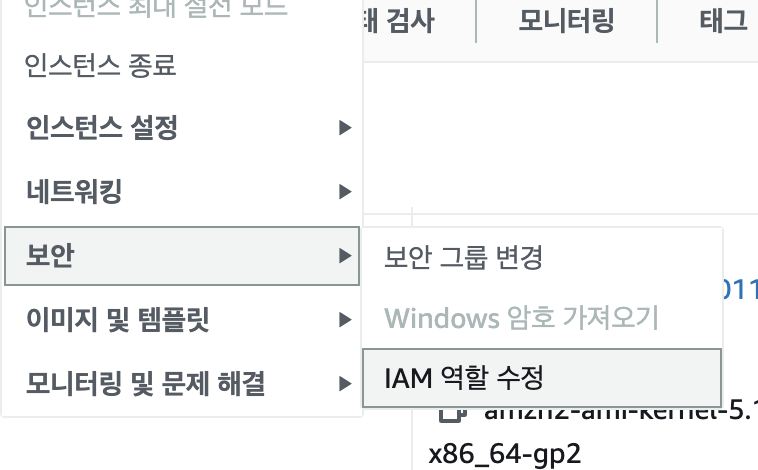 인스턴스 최대 절전 모드
태 검사
모니터링
태그
인스턴스 종료
인스턴스 설정
네트워킹
보안
보안 그룹 변경
Windows 암호 가져오기
이미지 및 템플릿
IAM 역할 수정
모니터링 및 문제 해결
amzn2-ami-kernel-5.1
x86_64-gp2